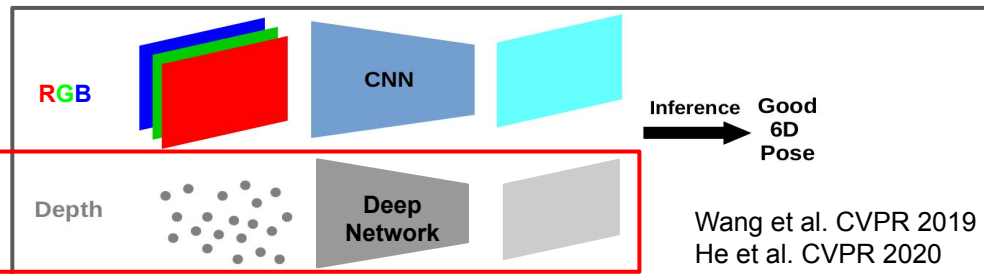 RGB
CNN
Inference
Good
6D
Pose
Depth
Deep
Network
Wang et al. CVPR 2019
He et al. CVPR 2020